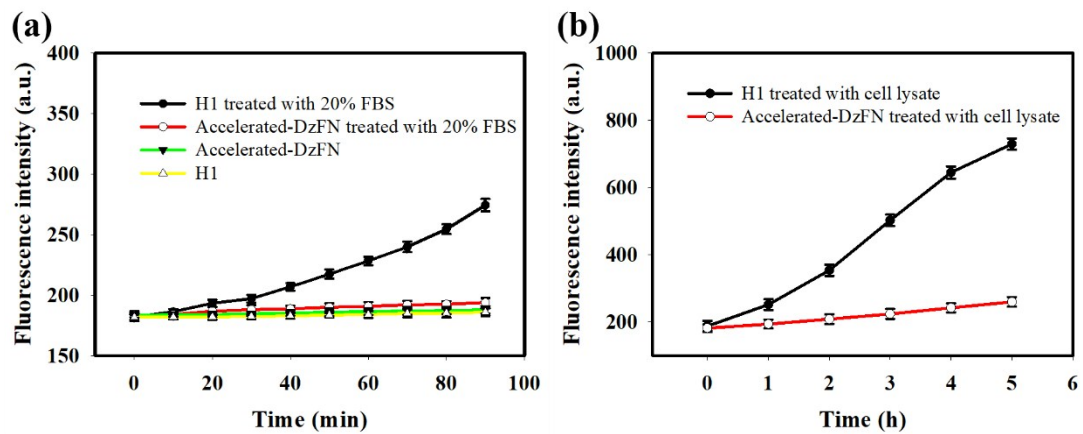 (a)
400
350
300
250
200
150
Fluorescence intensity (a.u.)
H1 treated with 20% FBS
Accelerated-DzFN treated with 20% FBS
Accelerated-DzFN
H1
0 20 40 60 80 100
Time (min)
(b)
1000
800
600
400
200
Fluorescence intensity (a.u.)
H1 treated with cell lysate
Accelerated-DzFN treated with cell lysate
0 1 2 3 4 5 6
Time (h)